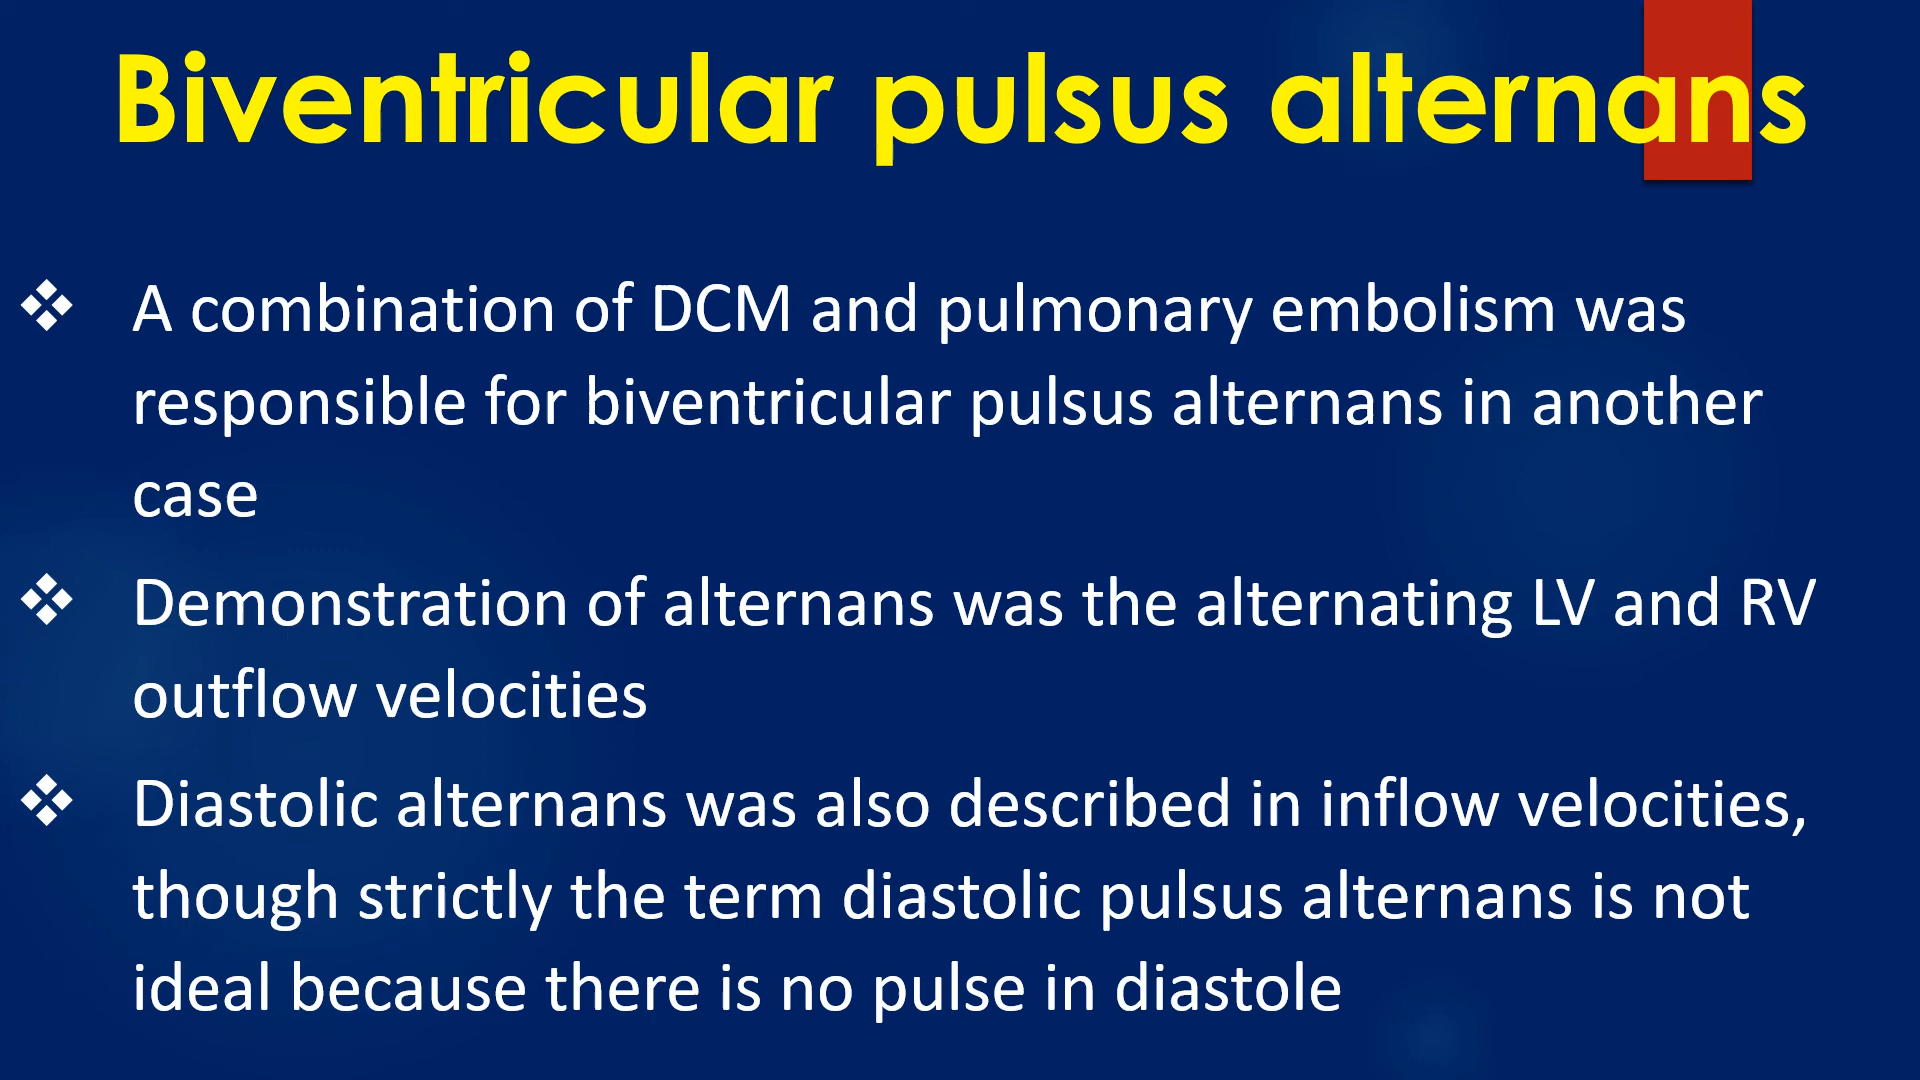 Biventricular pulsus alternans
❖ A combination of DCM and pulmonary embolism was
responsible for biventricular pulsus alternans in another
case
❖ Demonstration of alternans was the alternating LV and RV
outflow velocities
❖ Diastolic alternans was also described in inflow velocities,
though strictly the term diastolic pulsus alternans is not
ideal because there is no pulse in diastole